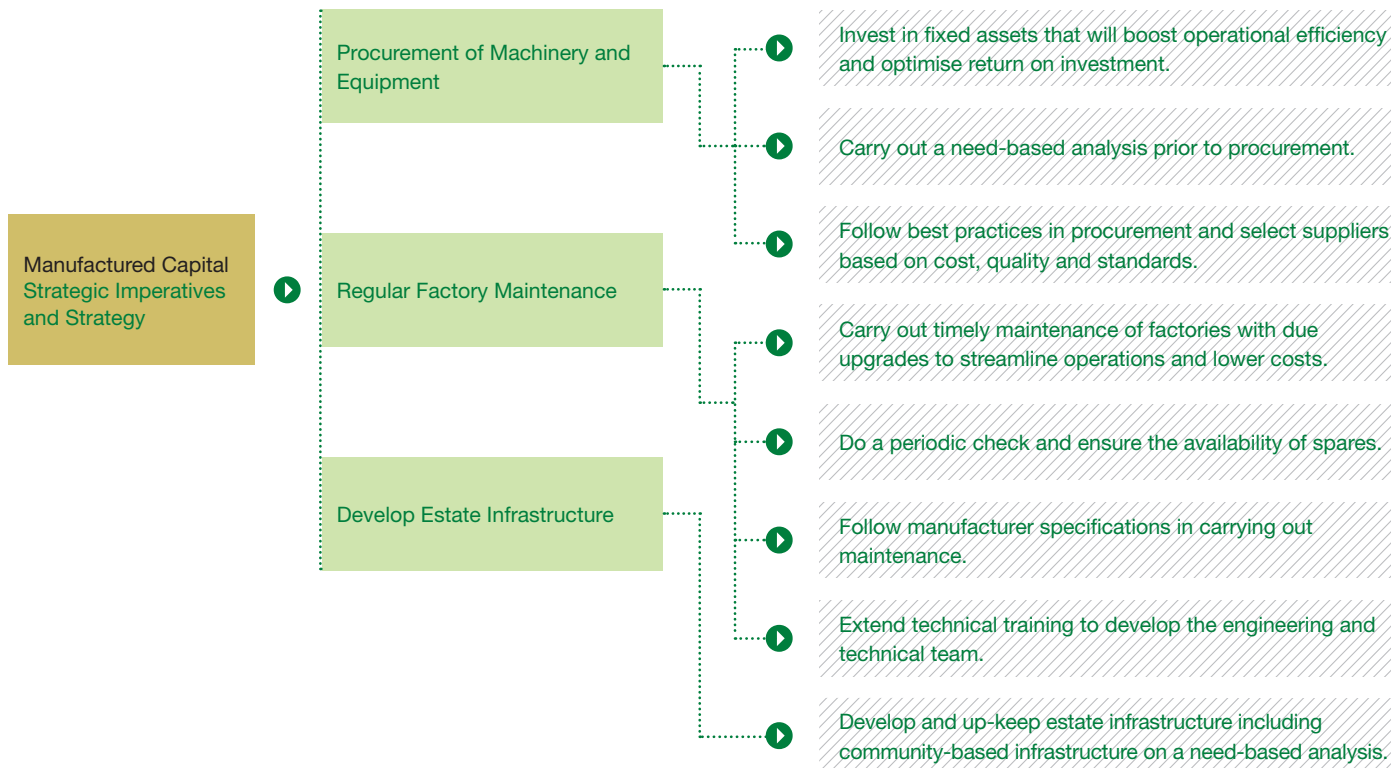 Manufactured Capital
Strategic Imperatives
and Strategy
Procurement of Machinery and
Equipment
Invest in fixed assets that will boost operational efficiency
and optimise return on investment.
Carry out a need-based analysis prior to procurement.
Follow best practices in procurement and select suppliers
based on cost, quality and standards.
Regular Factory Maintenance
Carry out timely maintenance of factories with due
upgrades to streamline operations and lower costs.
Do a periodic check and ensure the availability of spares.
Follow manufacturer specifications in carrying out
maintenance.
Extend technical training to develop the engineering and
technical team.
Develop Estate Infrastructure
Develop and up-keep estate infrastructure including
community-based infrastructure on a need-based analysis.